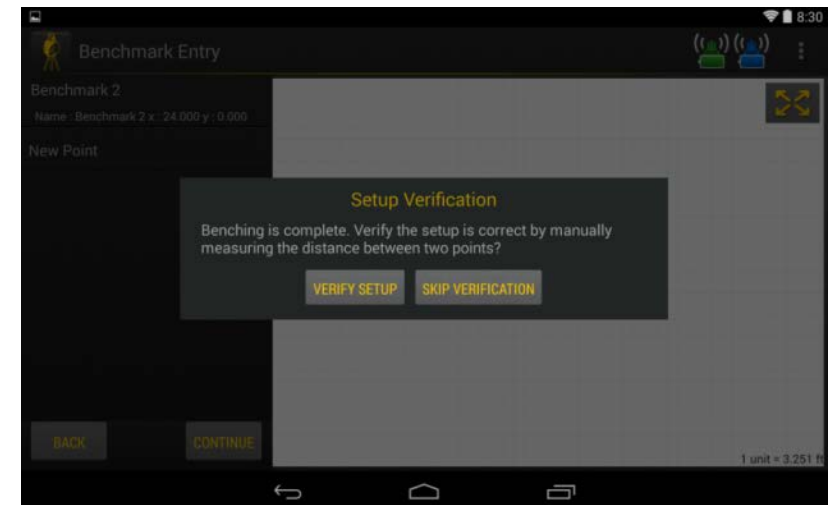 8:30
Benchmark Entry
Benchmark 2
Name : Benchmark 2 x : 24.000 y : 0.000
New Point
Setup Verification
Benching is complete. Verify the setup is correct by manually
measuring the distance between two points?
VERIFY SETUP SKIP VERIFICATION
BACK CONTINUE
1 unit = 3.251 ft